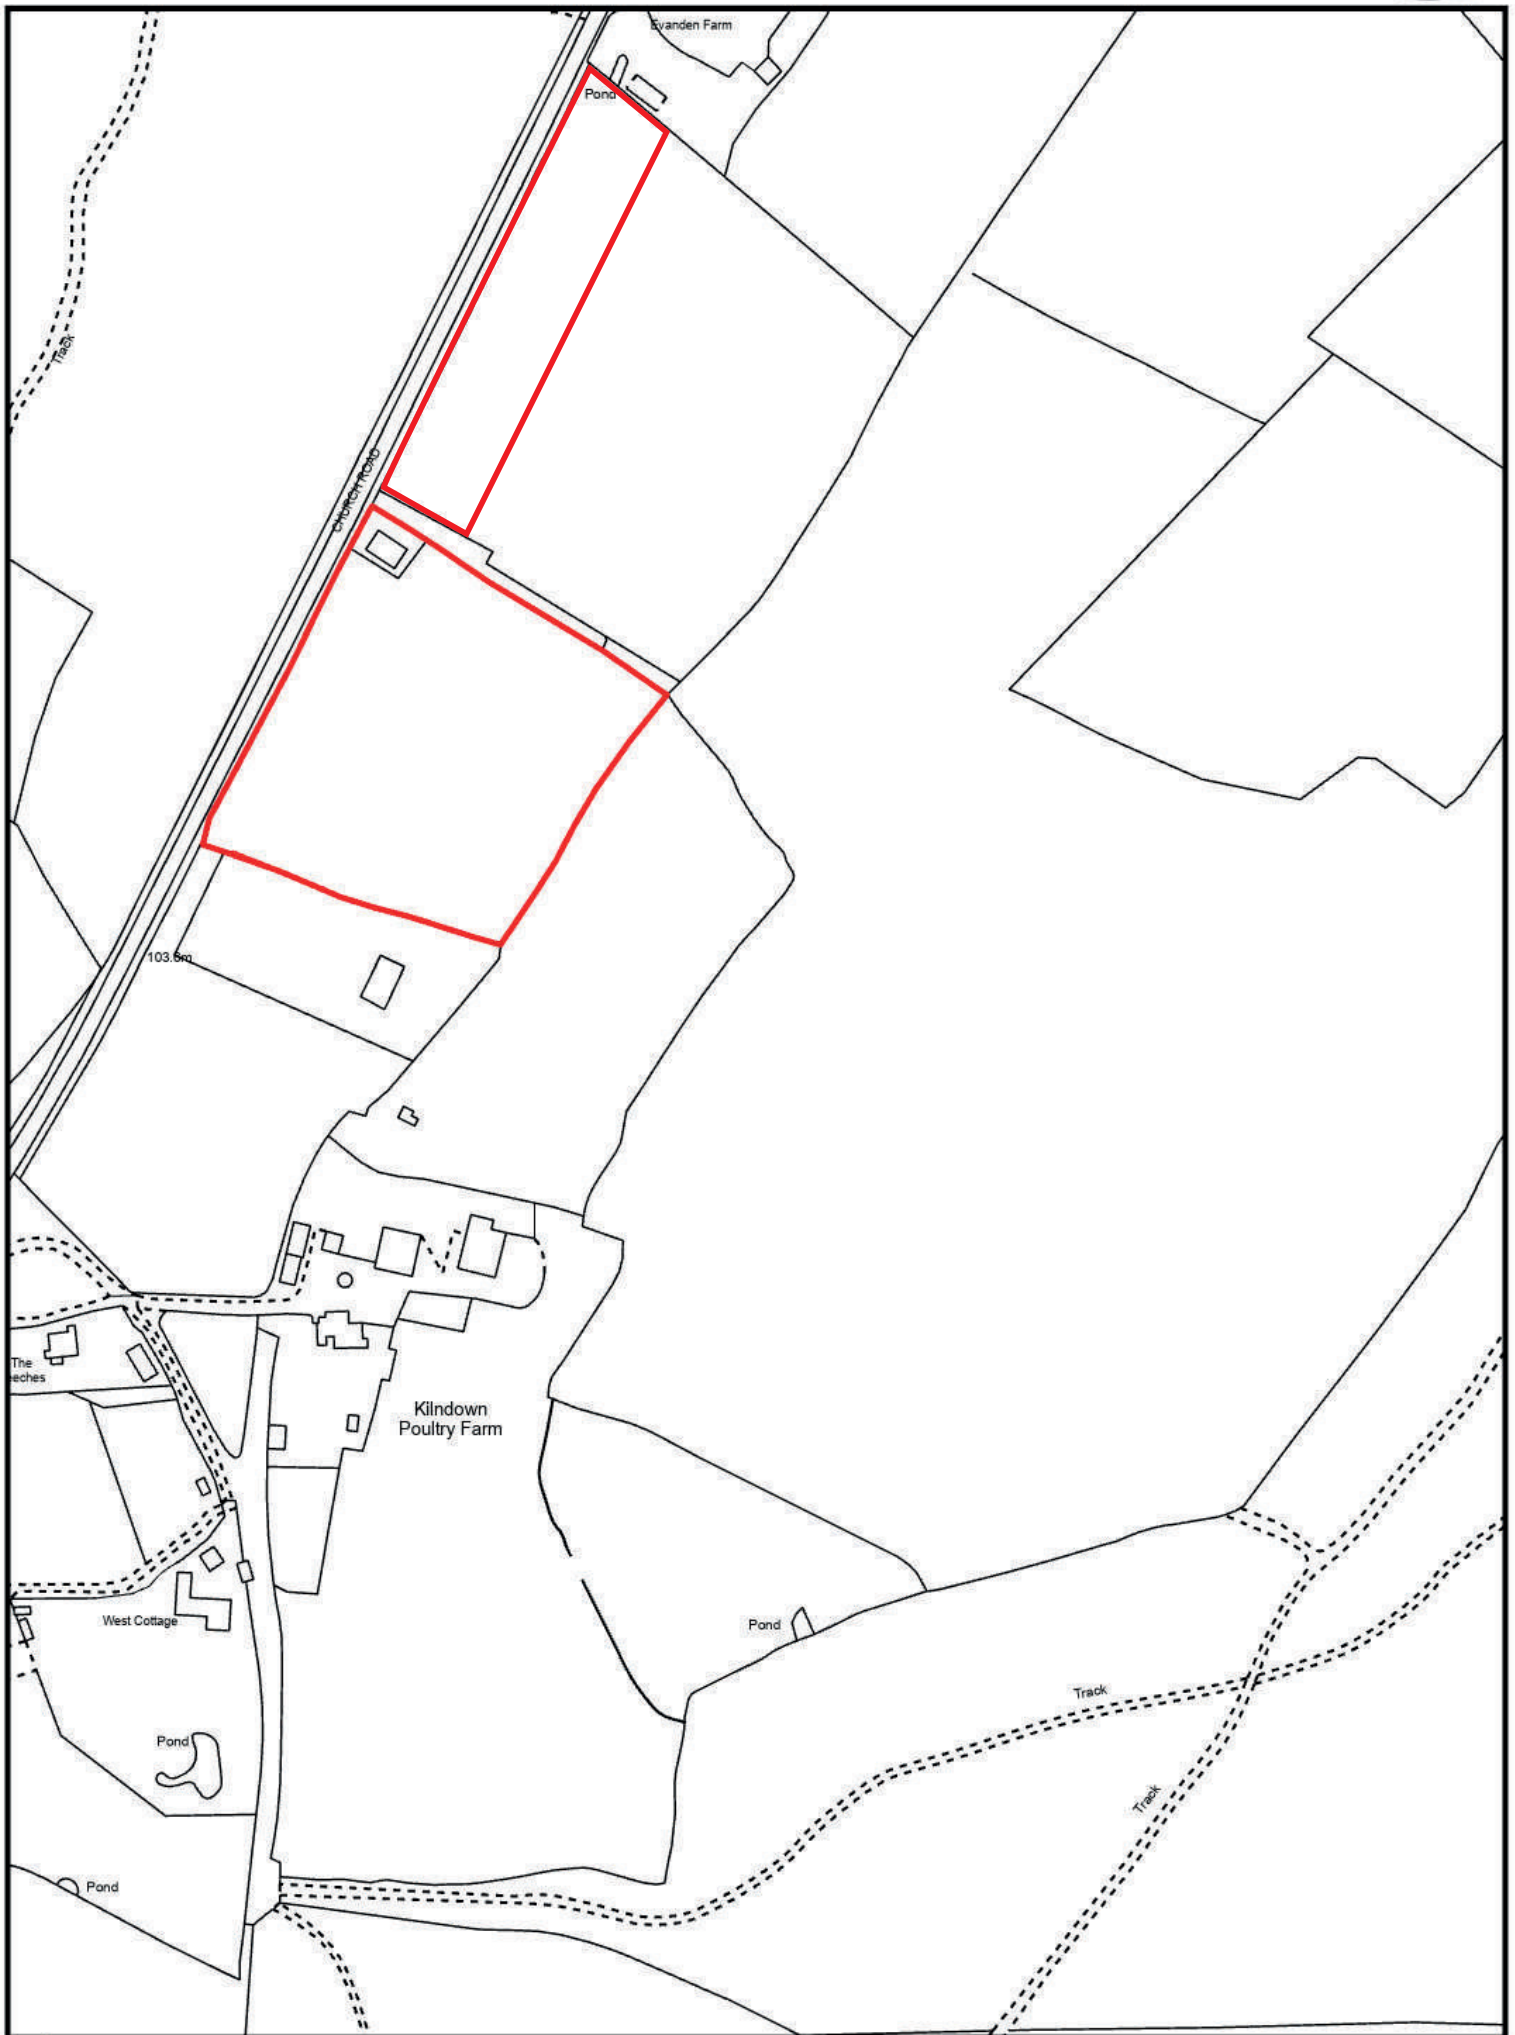 Evanden Farm
Pond
Track
CHURCH ROAD
103.6m
The
eeches
Kilndown
Poultry Farm
West Cottage
Pond
Track
Pond
Track
Pond